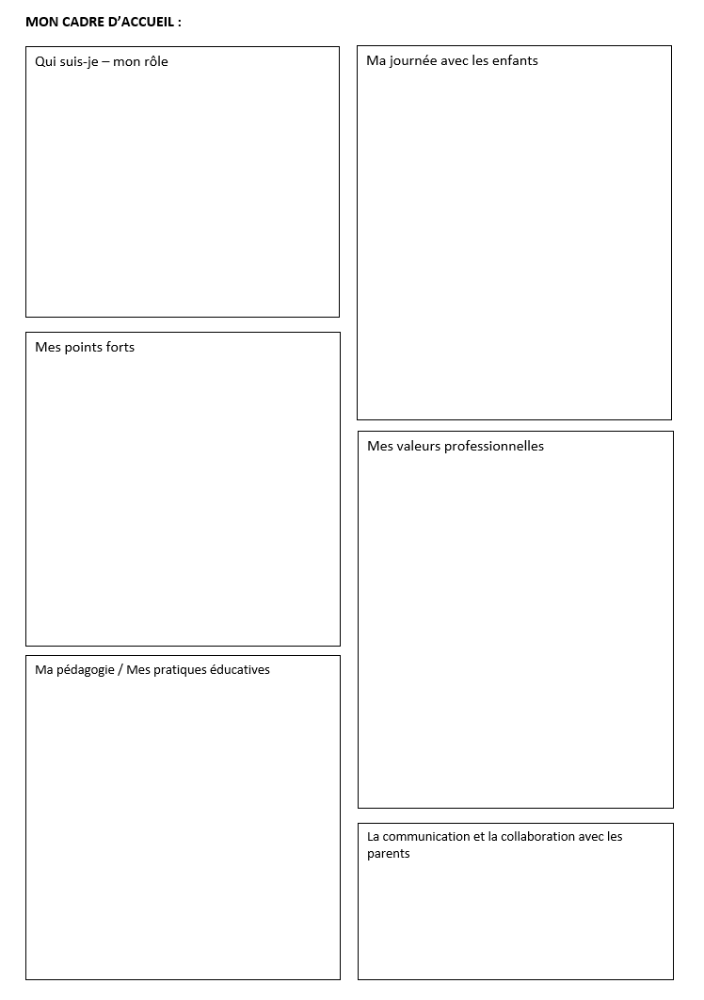 MON CADRE D’ACCUEIL :
Qui suis-je – mon rôle
Ma journée avec les enfants
Mes points forts
Mes valeurs professionnelles
Ma pédagogie / Mes pratiques éducatives
La communication et la collaboration avec les
parents